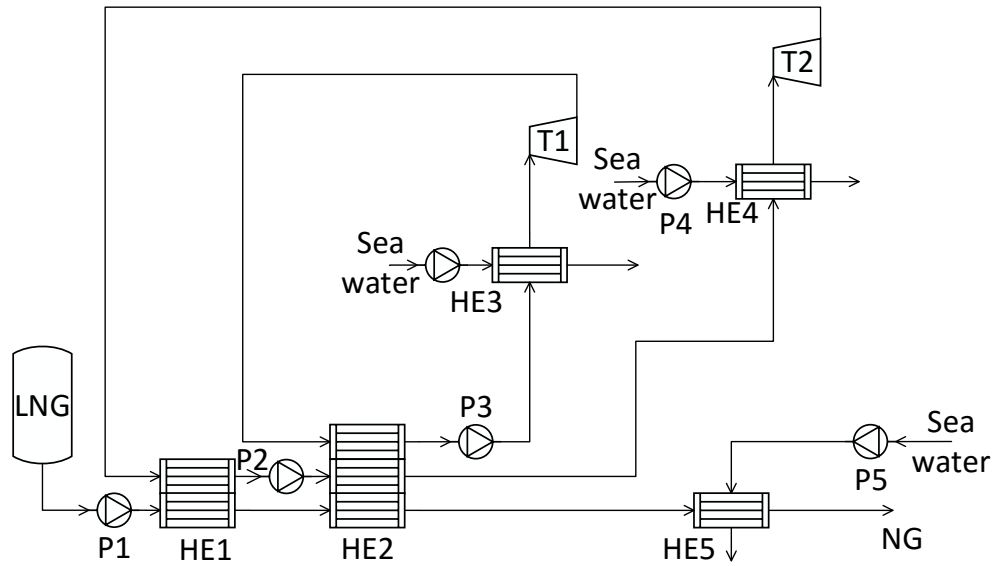 T2
T1
Sea
water
P4
HE4
Sea
water
HE3
LNG
P3
Sea
water
P2
P5
P1
HE1
HE2
HE5
NG